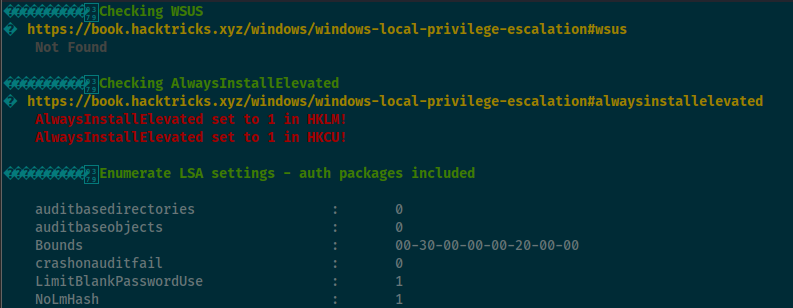 Checking WSUS
https://book.hacktricks.xyz/windows/windows-local-privilege-escalation#wsus
Not Found
Checking AlwaysInstallElevated
https://book.hacktricks.xyz/windows/windows-local-privilege-escalation#alwaysinstallelevated
AlwaysInstallElevated set to 1 in HKLM!
AlwaysInstallElevated set to 1 in HKCU!
Enumerate LSA settings - auth packages included
auditbasedirectories : 0
auditbaseobjects : 0
Bounds : 00-30-00-00-00-20-00-00
crashonauditfail : 0
LimitBlankPasswordUse : 1
NoLmHash : 1